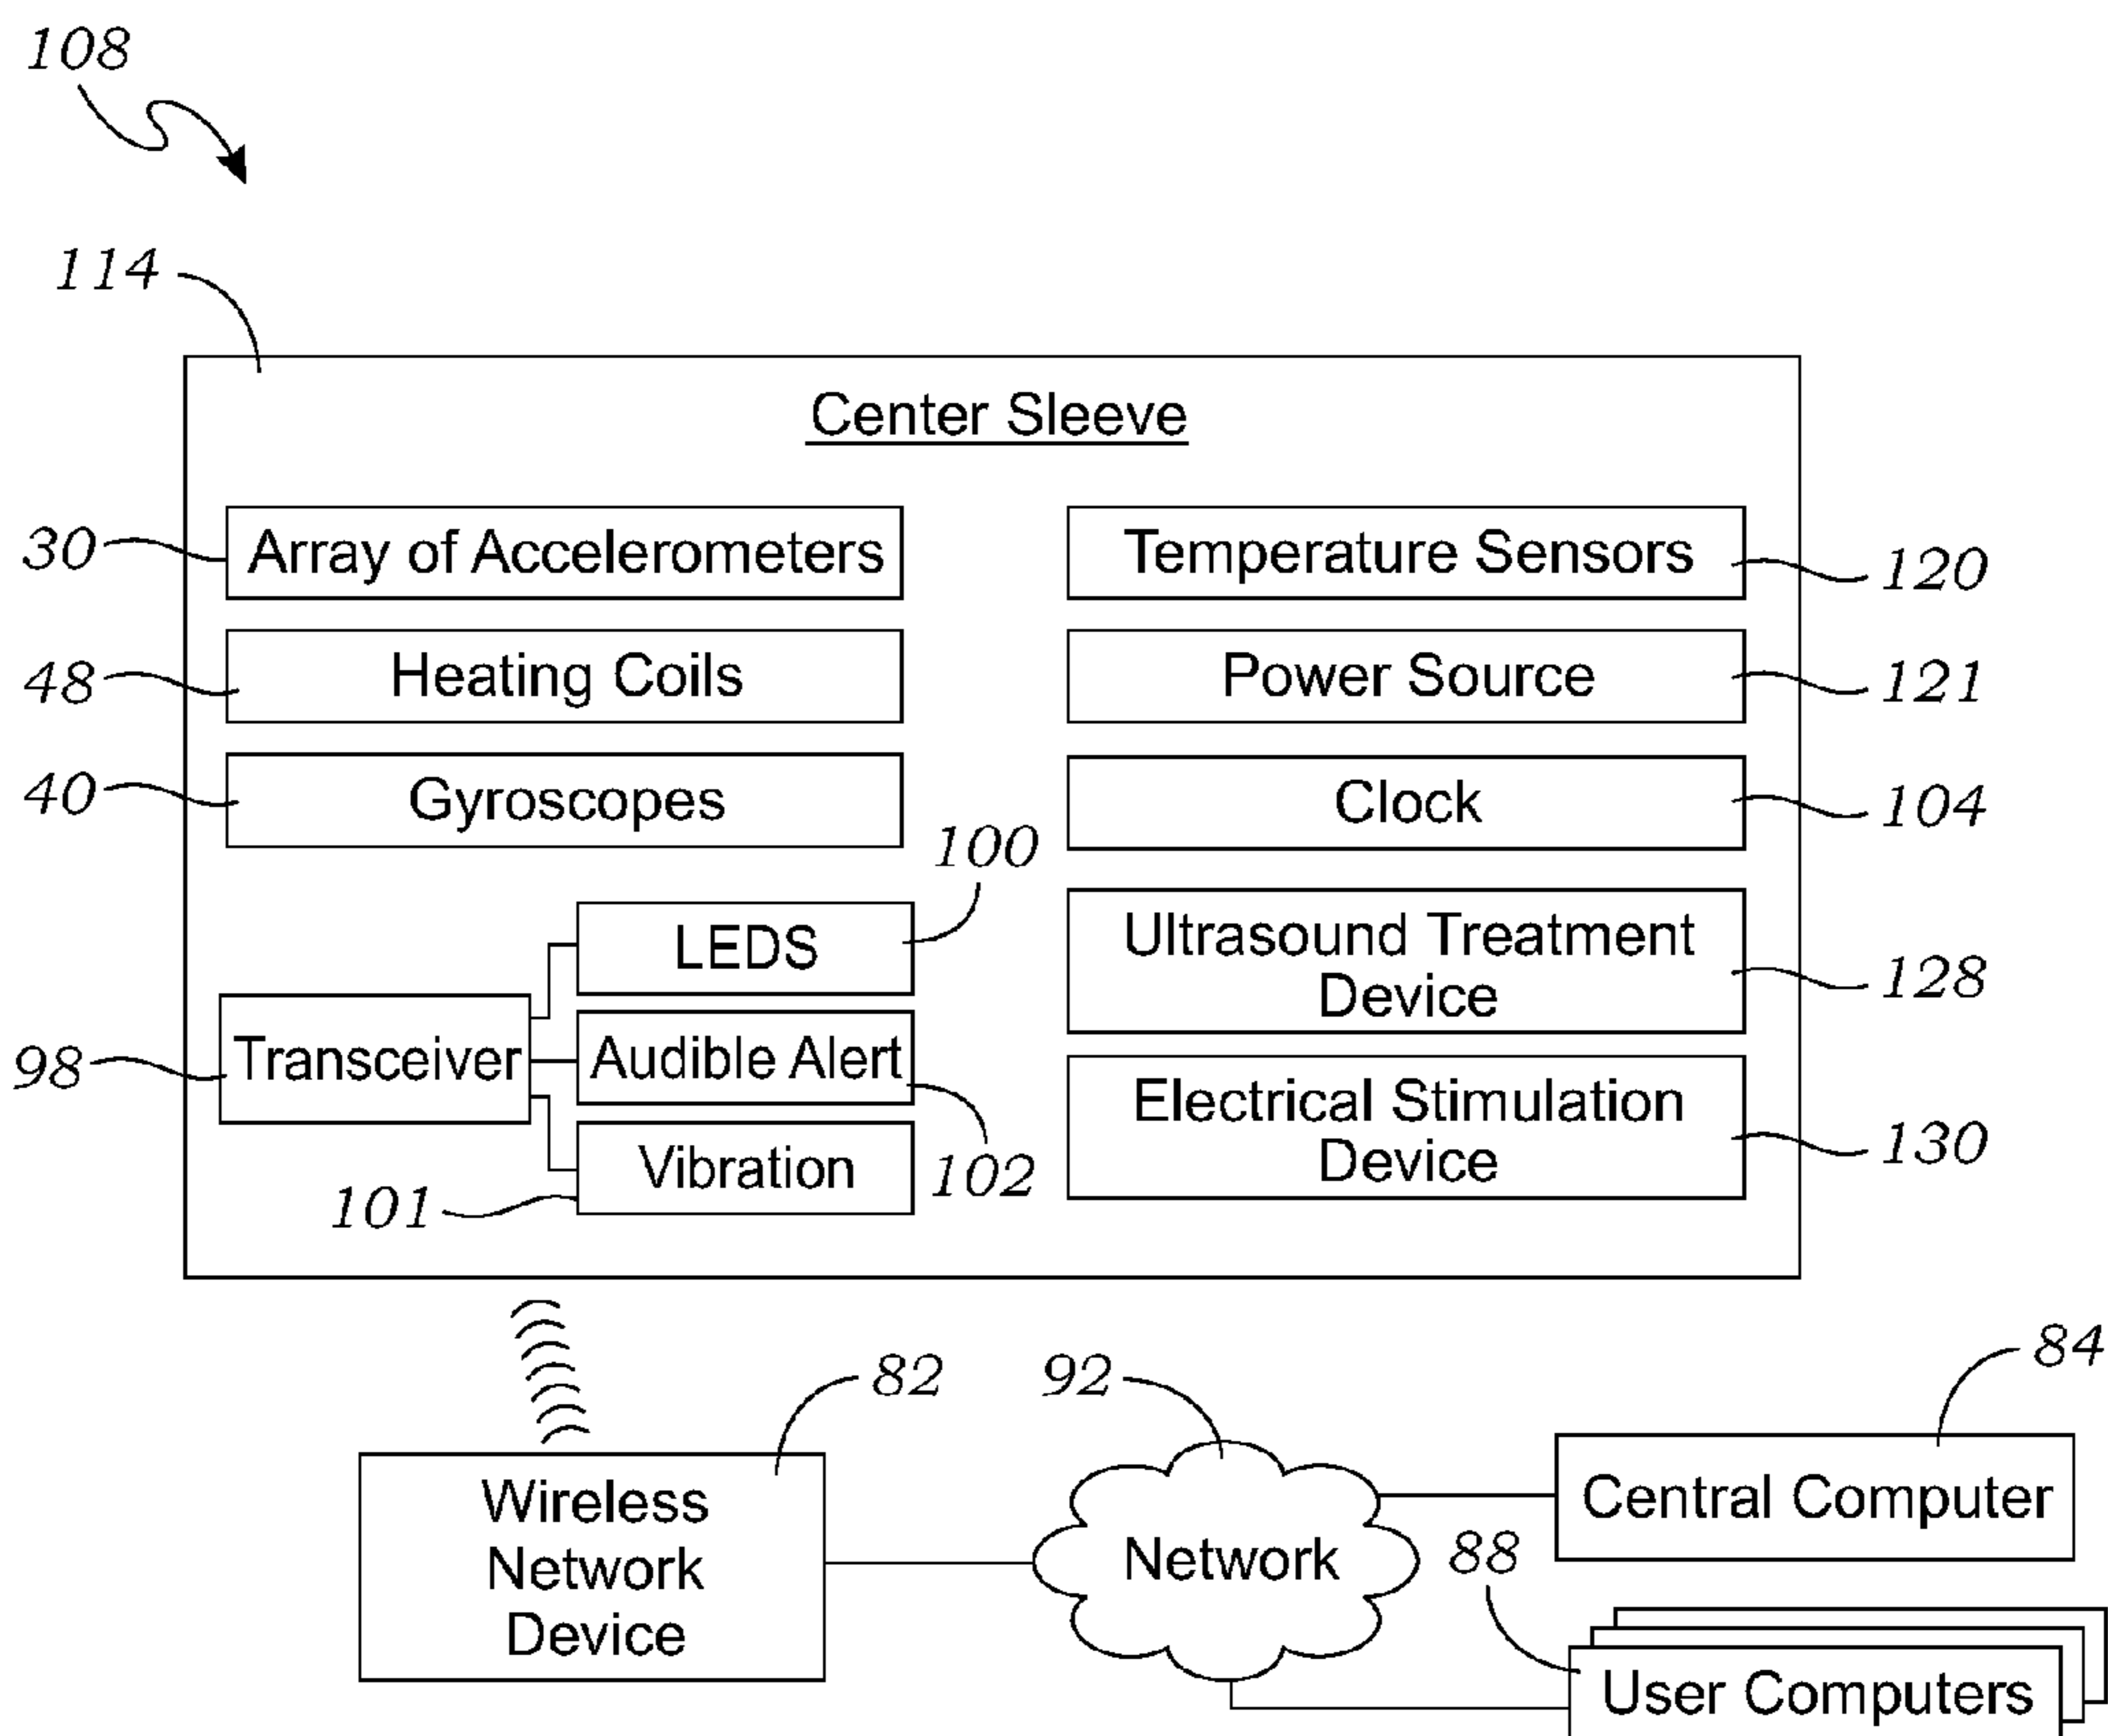 108
114
Center Sleeve
30
Array of Accelerometers
Temperature Sensors
120
48
Heating Coils
Power Source
121
40
Gyroscopes
Clock
104
100
LEDS
Ultrasound Treatment
Device
128
98
Transceiver
Audible Alert
102
Electrical Stimulation
Device
130
Vibration
101
82
92
84
Wireless
Network
Device
Network
Central Computer
88
User Computers